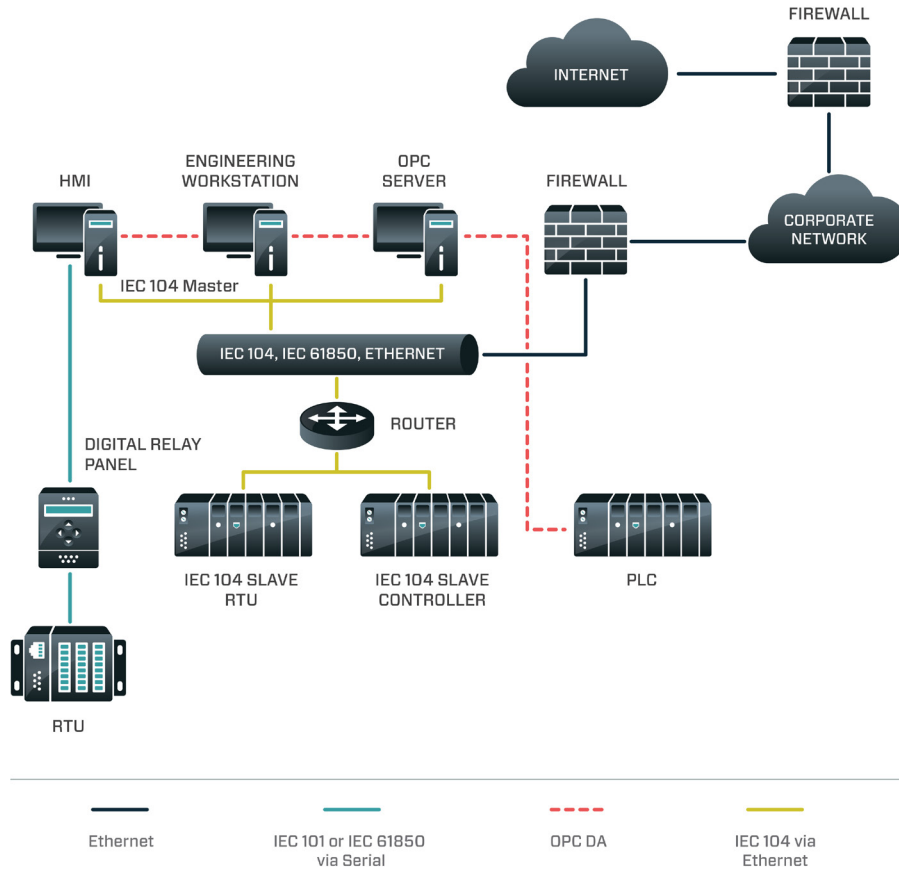 FIREWALL
INTERNET
ENGINEERING
WORKSTATION
OPC
SERVER
HMI
FIREWALL
CORPORATE
NETWORK
IEC 104 Master
IEC 104, IEC 61850, ETHERNET
ROUTER
DIGITAL RELAY
PANEL
IEC 104 SLAVE
RTU
IEC 104 SLAVE
CONTROLLER
PLC
RTU
Ethernet
IEC 101 or IEC 61850
via Serial
OPC DA
IEC 104 via
Ethernet